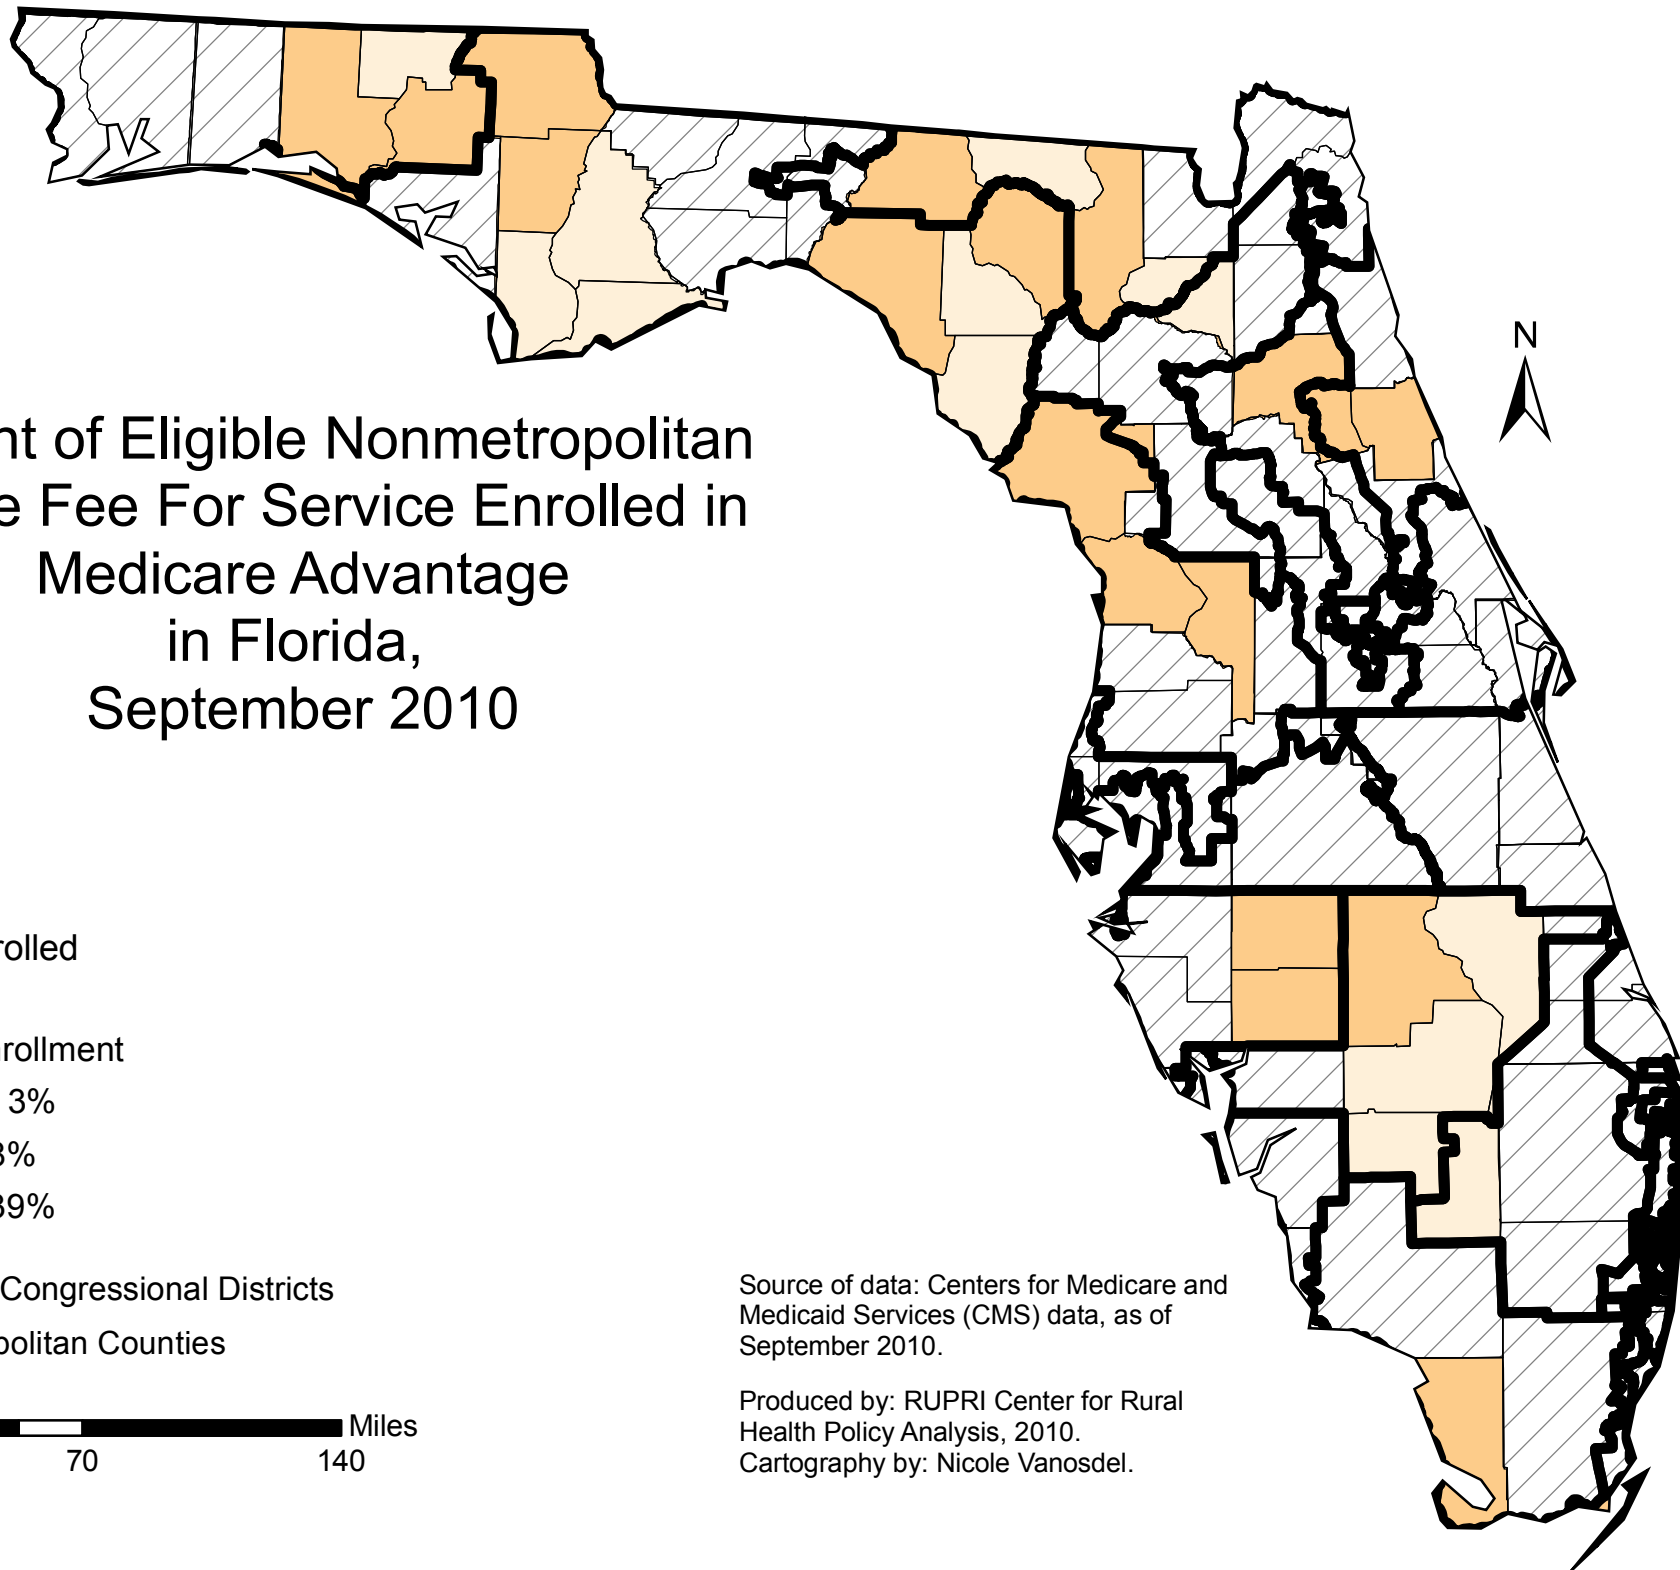 nt of Eligible Nonmetropolitan
e Fee For Service Enrolled in
Medicare Advantage
in Florida,
September 2010
N
rolled
rollment
3%
3%
39%
Congressional Districts
politan Counties
Miles
70 140
Source of data: Centers for Medicare and
Medicaid Services (CMS) data, as of
September 2010.
Produced by: RUPRI Center for Rural
Health Policy Analysis, 2010.
Cartography by: Nicole Vanosdel.